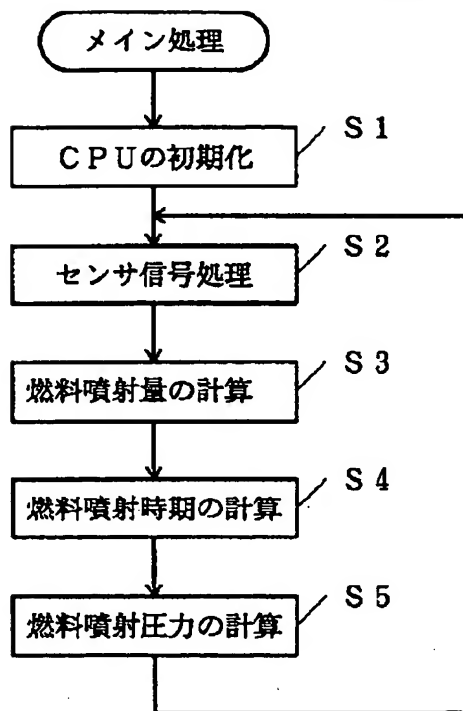 メイン処理
S1
CPUの初期化
S2
センサ信号処理
S3
燃料噴射量の計算
S4
燃料噴射時期の計算
S5
燃料噴射圧力の計算